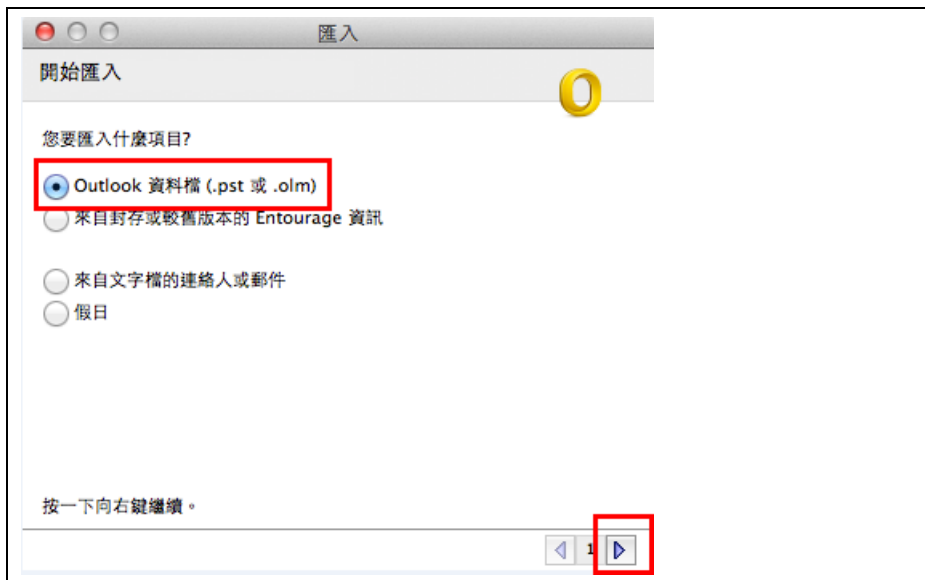 匯入
開始匯入
您要匯入什麼項目?
Outlook 資料檔 (.pst 或 .olm)
來自封存或較舊版本的 Entourage 資訊
來自文字檔的連絡人或郵件
假日
按一下向右鍵繼續。
1